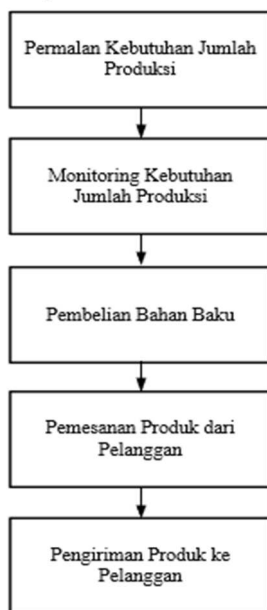 Permalan Kebutuhan Jumlah
Produksi
Monitoring Kebutuhan
Jumlah Produksi
Pembelian Bahan Baku
Pemesanan Produk dari
Pelanggan
Pengiriman Produk ke
Pelanggan